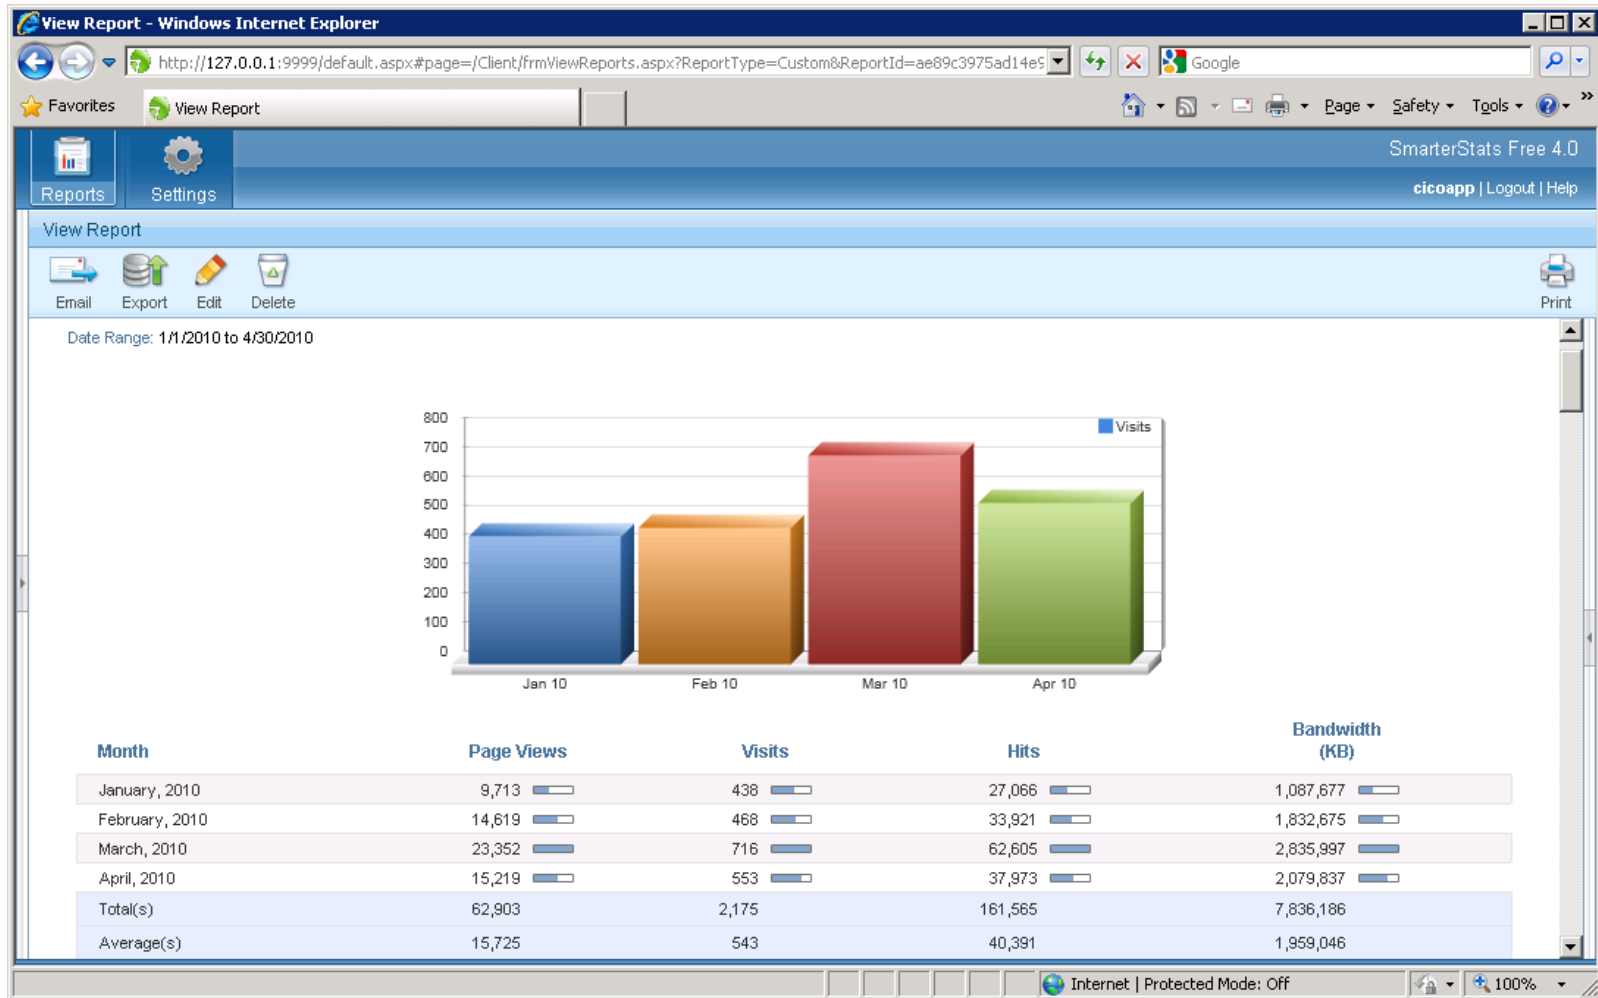 View Report - Windows Internet Explorer
http://127.0.0.1:9999/default.aspx#page=/Client/frmViewReports.aspx?ReportType=Custom&ReportId=ae89c3975ad14e9
Google
Favorites View Report Page Safety Tools »
SmarterStats Free 4.0
Reports Settings cicoapp | Logout | Help
View Report
Email Export Edit Delete Print
Date Range: 1/1/2010 to 4/30/2010
800
Visits
700
600
500
400
300
200
100
0
Jan 10 Feb 10 Mar 10 Apr 10
Month Page Views Visits Hits Bandwidth (KB)
January, 2010 9,713 438 27,066 1,087,677
February, 2010 14,619 468 33,921 1,832,675
March, 2010 23,352 716 62,605 2,835,997
April, 2010 15,219 553 37,973 2,079,837
Total(s) 62,903 2,175 161,565 7,836,186
Average(s) 15,725 543 40,391 1,959,046
Internet | Protected Mode: Off 100%